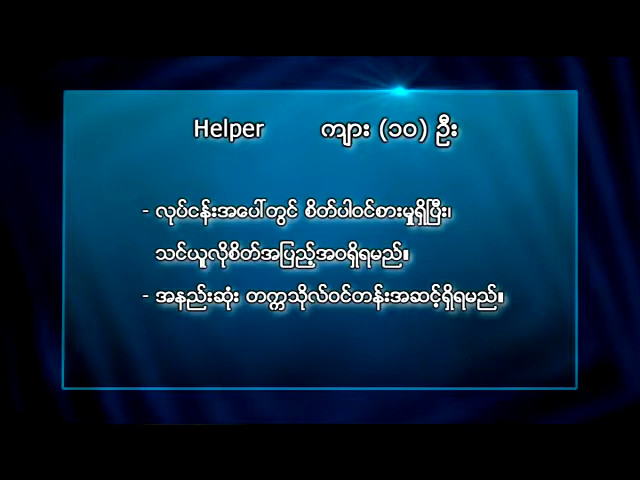 Helper ကျား (၁၀) ဦး
- လုပ်ငန်းအပေါ်တွင် စိတ်ပါဝင်စားမှုရှိပြီး၊
သင်ယူလိုစိတ်အပြည့်အဝရှိရမည်။
- အနည်းဆုံး တက္ကသိုလ်ဝင်တန်းအဆင့်ရှိရမည်။